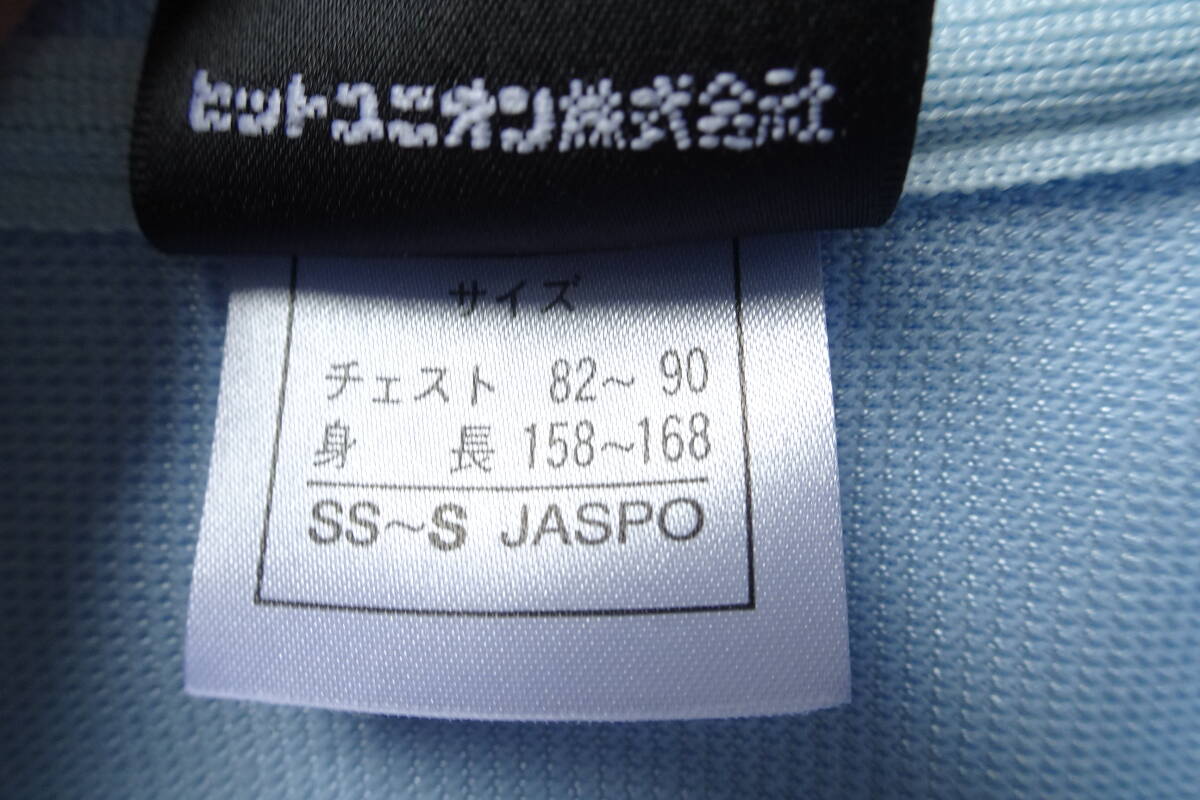 ヒットユニオン株式会社
サイズ
チェスト 82～ 90
身 長 158～168
SS～S JASPO